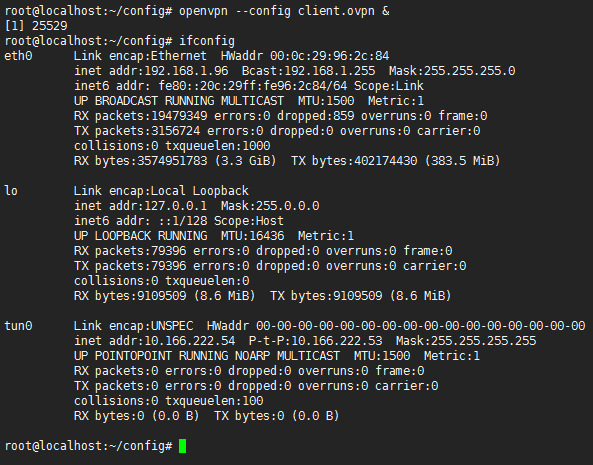 root@localhost:~/config# openvpn --config client.ovpn &
[1] 25529
root@localhost:~/config# ifconfig
eth0      Link encap:Ethernet  HWaddr 00:0c:29:96:2c:84
          inet addr:192.168.1.96  Bcast:192.168.1.255  Mask:255.255.255.0
          inet6 addr: fe80::20c:29ff:fe96:2c84/64 Scope:Link
          UP BROADCAST RUNNING MULTICAST  MTU:1500  Metric:1
          RX packets:19479349 errors:0 dropped:859 overruns:0 frame:0
          TX packets:3156724 errors:0 dropped:0 overruns:0 carrier:0
          collisions:0 txqueuelen:1000
          RX bytes:3574951783 (3.3 GiB)  TX bytes:402174430 (383.5 MiB)
lo        Link encap:Local Loopback
          inet addr:127.0.0.1  Mask:255.0.0.0
          inet6 addr: ::1/128 Scope:Host
          UP LOOPBACK RUNNING  MTU:16436  Metric:1
          RX packets:79396 errors:0 dropped:0 overruns:0 frame:0
          TX packets:79396 errors:0 dropped:0 overruns:0 carrier:0
          collisions:0 txqueuelen:0
          RX bytes:9109509 (8.6 MiB)  TX bytes:9109509 (8.6 MiB)
tun0      Link encap:UNSPEC  HWaddr 00-00-00-00-00-00-00-00-00-00-00-00-00-00-00-00
          inet addr:10.166.222.54  P-t-P:10.166.222.53  Mask:255.255.255.255
          UP POINTOPOINT RUNNING NOARP MULTICAST  MTU:1500  Metric:1
          RX packets:0 errors:0 dropped:0 overruns:0 frame:0
          TX packets:0 errors:0 dropped:0 overruns:0 carrier:0
          collisions:0 txqueuelen:100
          RX bytes:0 (0.0 B)  TX bytes:0 (0.0 B)
root@localhost:~/config#